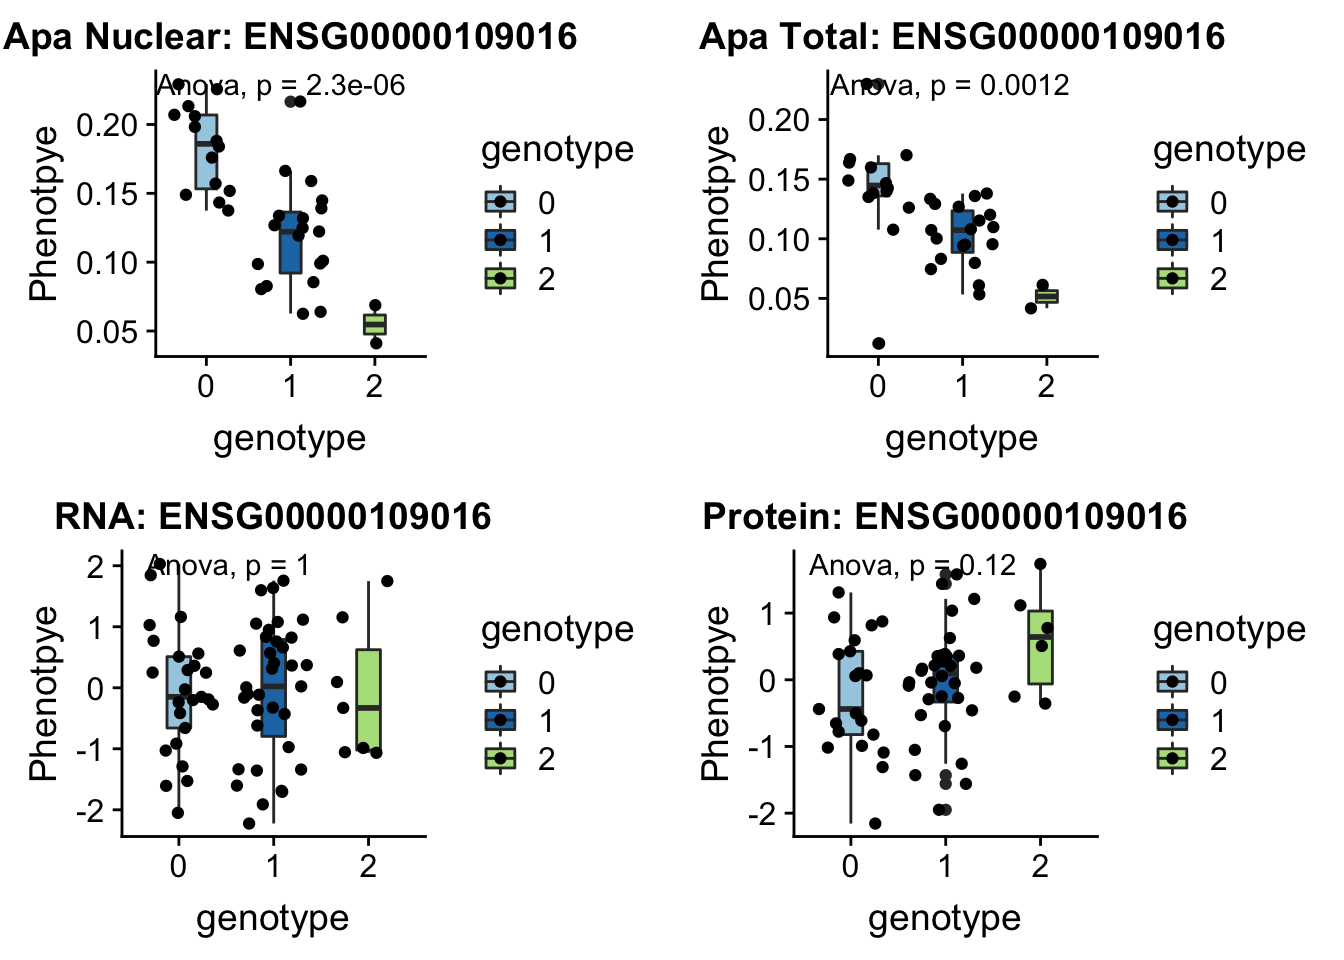 Apa Nuclear: ENSG00000109016
Anova, p = 2.3e-06
Phenotpye
0.20
0.15
0.10
0.05
0 1 2
genotype
genotype
0
1
2
Apa Total: ENSG00000109016
Anova, p = 0.0012
Phenotpye
0.20
0.15
0.10
0.05
0 1 2
genotype
genotype
0
1
2
RNA: ENSG00000109016
Anova, p = 1
Phenotpye
2
1
0
-1
-2
0 1 2
genotype
genotype
0
1
2
Protein: ENSG00000109016
Anova, p = 0.12
Phenotpye
1
0
-1
-2
0 1 2
genotype
genotype
0
1
2